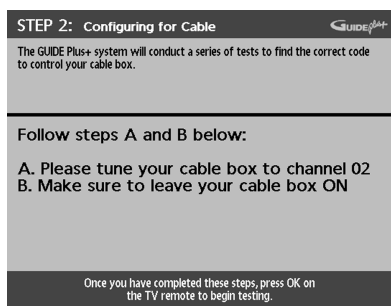 STEP 2: Configuring for Cable GUIDE Plus+
The GUIDE Plus+ system will conduct a series of tests to find the correct code
to control your cable box.
Follow steps A and B below:
A. Please tune your cable box to channel 02
B. Make sure to leave your cable box ON
Once you have completed these steps, press OK on
the TV remote to begin testing.